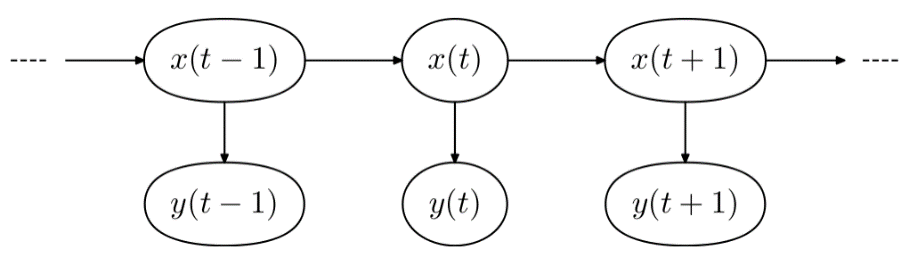 ---- x(t − 1) x(t) x(t + 1) ----
y(t − 1) y(t) y(t + 1)